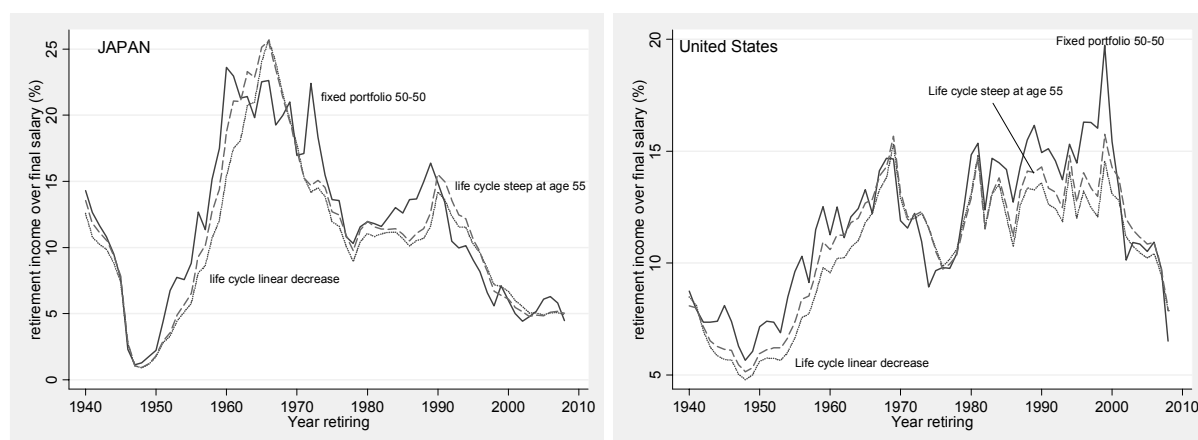 JAPAN
retirement income over final salary (%)
25
20
15
10
5
0
fixed portfolio 50-50
life cycle steep at age 55
life cycle linear decrease
1940 1950 1960 1970 1980 1990 2000 2010
Year retiring
United States
retirement income over final salary (%)
20
15
10
5
Fixed portfolio 50-50
Life cycle steep at age 55
Life cycle linear decrease
1940 1950 1960 1970 1980 1990 2000 2010
Year retiring